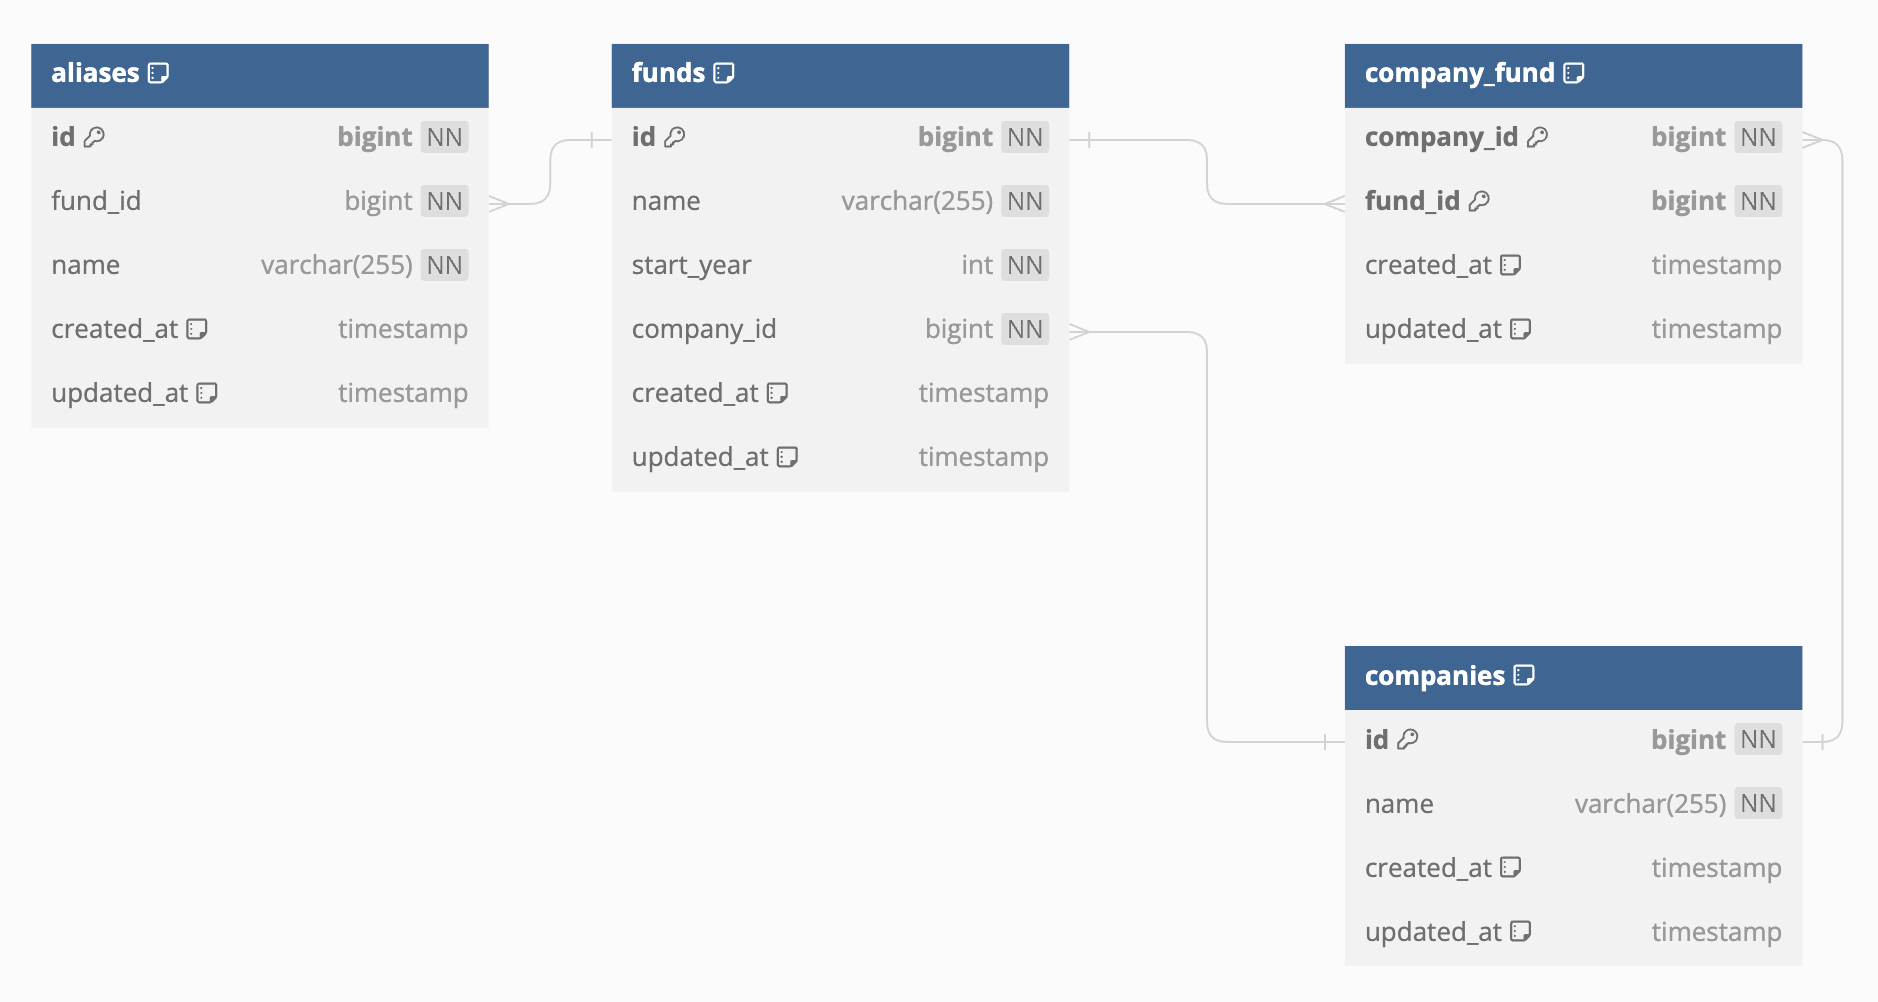 aliases
id bigint NN
fund_id bigint NN
name varchar(255) NN
created_at timestamp
updated_at timestamp
funds
id bigint NN
name varchar(255) NN
start_year int NN
company_id bigint NN
created_at timestamp
updated_at timestamp
company_fund
company_id bigint NN
fund_id bigint NN
created_at timestamp
updated_at timestamp
companies
id bigint NN
name varchar(255) NN
created_at timestamp
updated_at timestamp